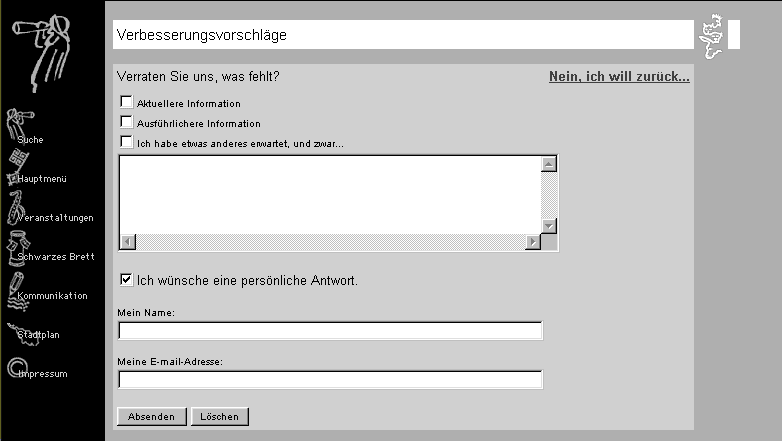 Verbesserungsvorschläge
Verraten Sie uns, was fehlt?
Nein, ich will zurück...
Aktuellere Information
Ausführlichere Information
Ich habe etwas anderes erwartet, und zwar...
Ich wünsche eine persönliche Antwort.
Mein Name:
Meine E-mail-Adresse:
Absenden Löschen
Suche
Hauptmenü
Veranstaltungen
Schwarzes Brett
Kommunikation
Stadtplan
Impressum